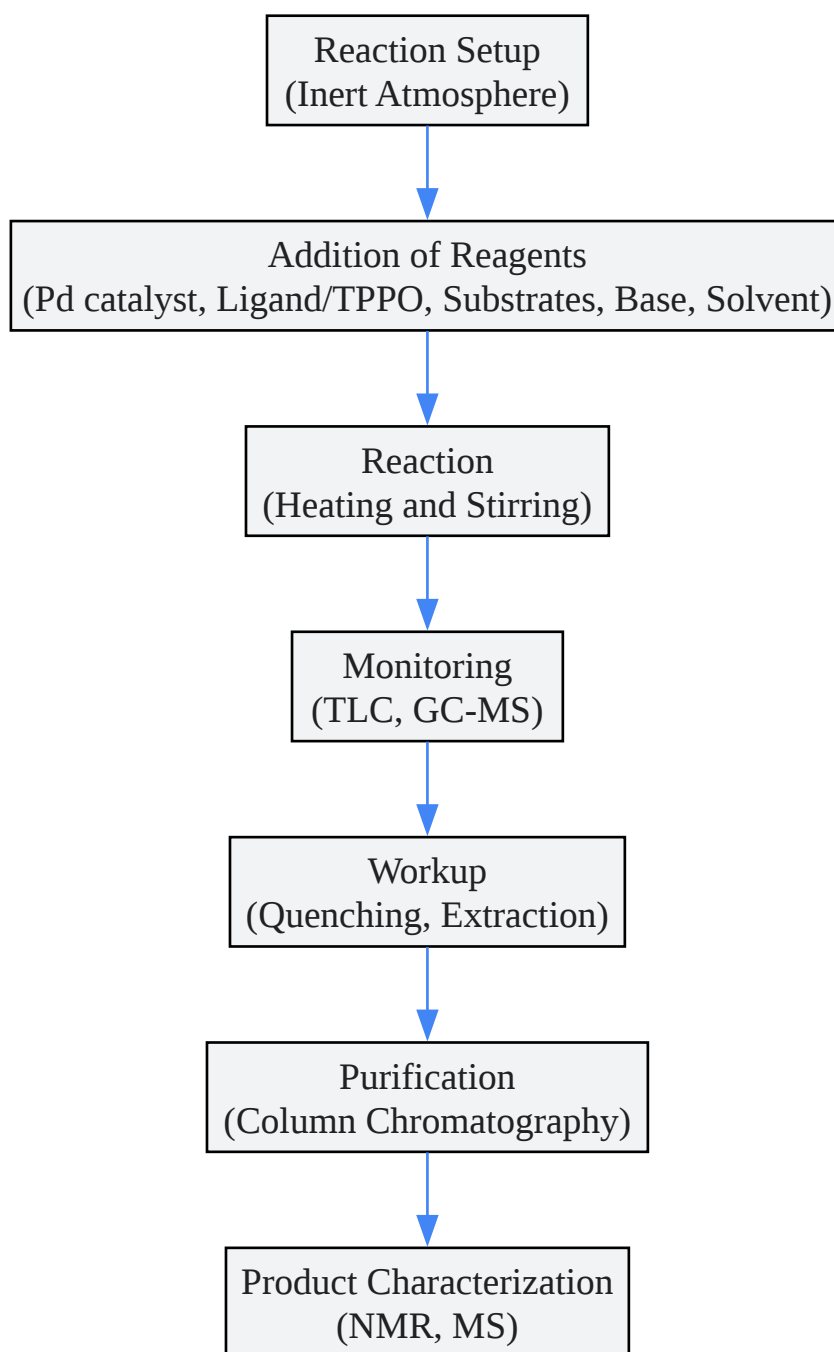 Reaction Setup
(Inert Atmosphere)
Addition of Reagents
(Pd catalyst, Ligand/TPPO, Substrates, Base, Solvent)
Reaction
(Heating and Stirring)
Monitoring
(TLC, GC-MS)
Workup
(Quenching, Extraction)
Purification
(Column Chromatography)
Product Characterization
(NMR, MS)